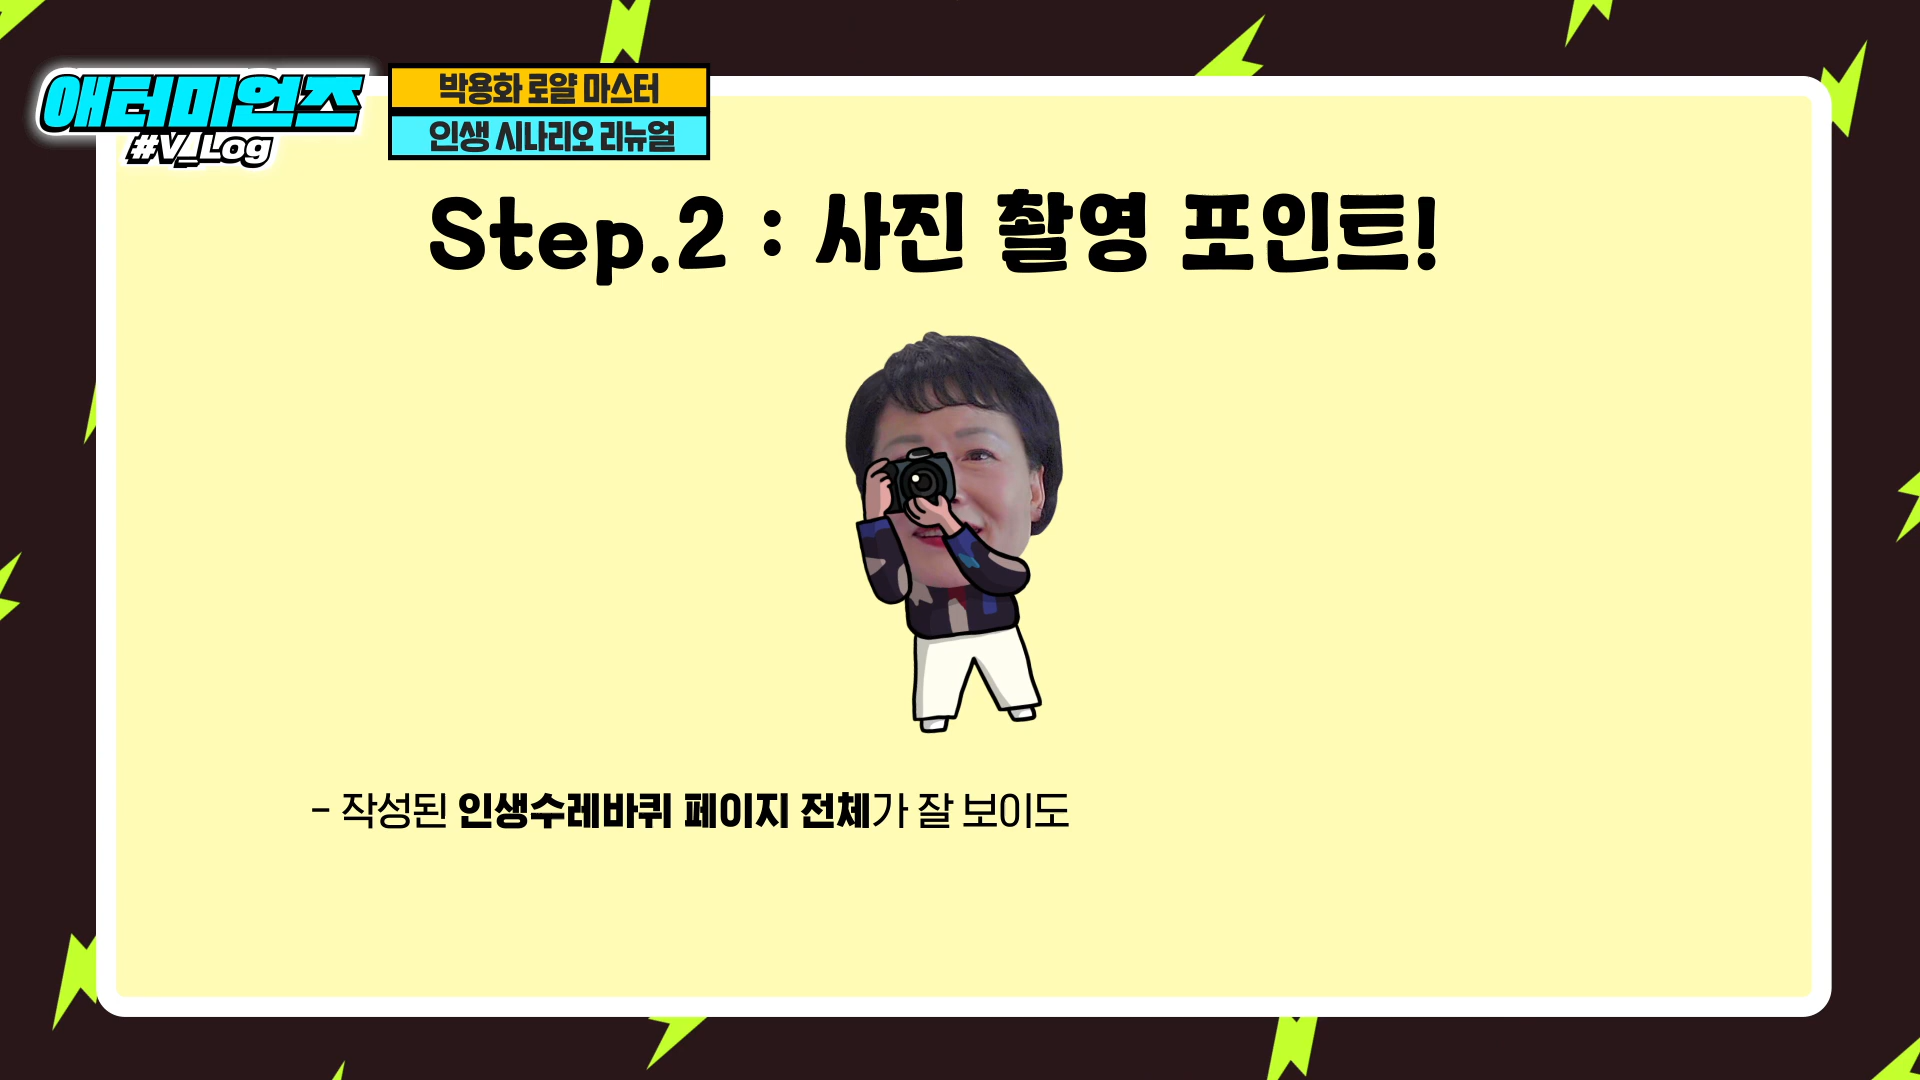 애터미언즈
#V_Log
박용화 로얄 마스터
인생 시나리오 리뉴얼
Step.2 : 사진 촬영 포인트!
- 작성된 인생수레바퀴 페이지 전체가 잘 보이도